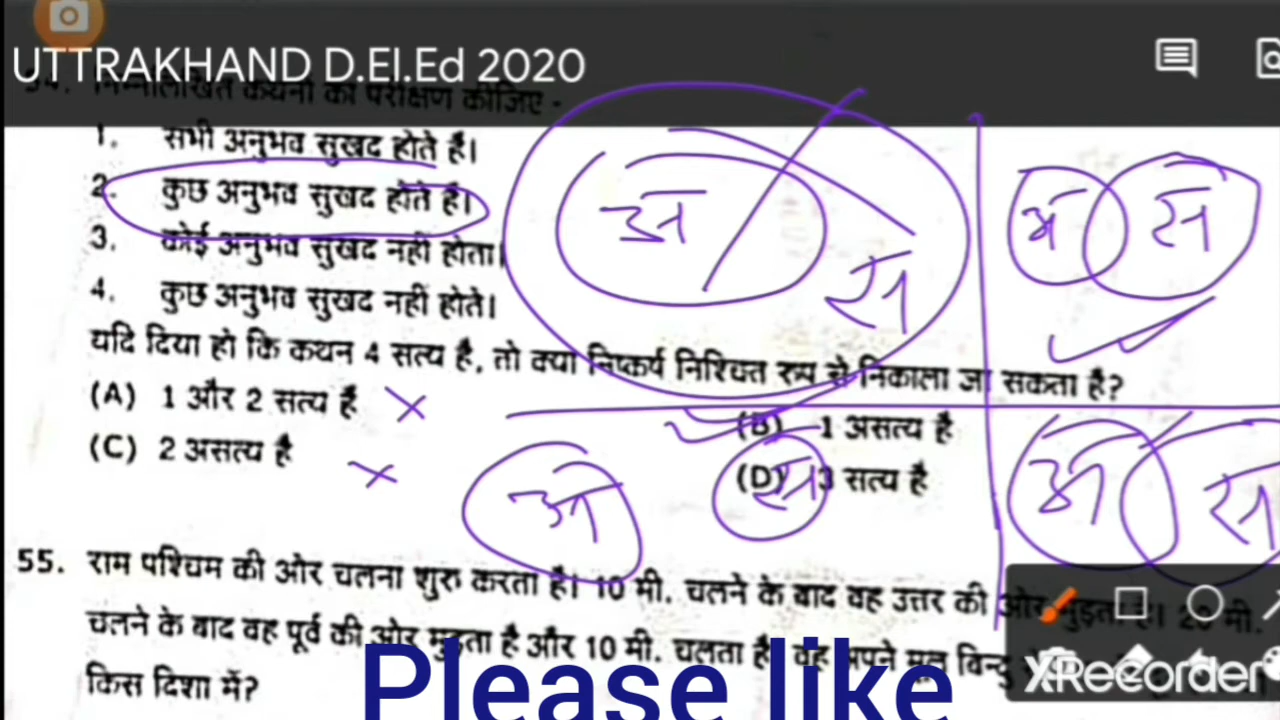 UTTRAKHAND D.El.Ed 2020
54. निम्नलिखित कथनों का परीक्षण कीजिए -
1. सभी अनुभव सुखद होते हैं।
2. कुछ अनुभव सुखद होते हैं।
3. कोई अनुभव सुखद नहीं होता।
4. कुछ अनुभव सुखद नहीं होते।
अ स
अ स
यदि दिया हो कि कथन 4 सत्य है, तो क्या निष्कर्ष निश्चित रूप से निकाला जा सकता है?
(A) 1 और 2 सत्य हैं (B) 1 असत्य है
(C) 2 असत्य है (D) 3 सत्य है
अ स
अ स
55. राम पश्चिम की ओर चलना शुरु करता है। 10 मी. चलने के बाद वह उत्तर की ओर मुड़ता है। 20 मी.
चलने के बाद वह पूर्व की ओर मुड़ता है और 10 मी. चलता है। वह अपने मूल बिन्दु
किस दिशा में?
Please like
XRecorder